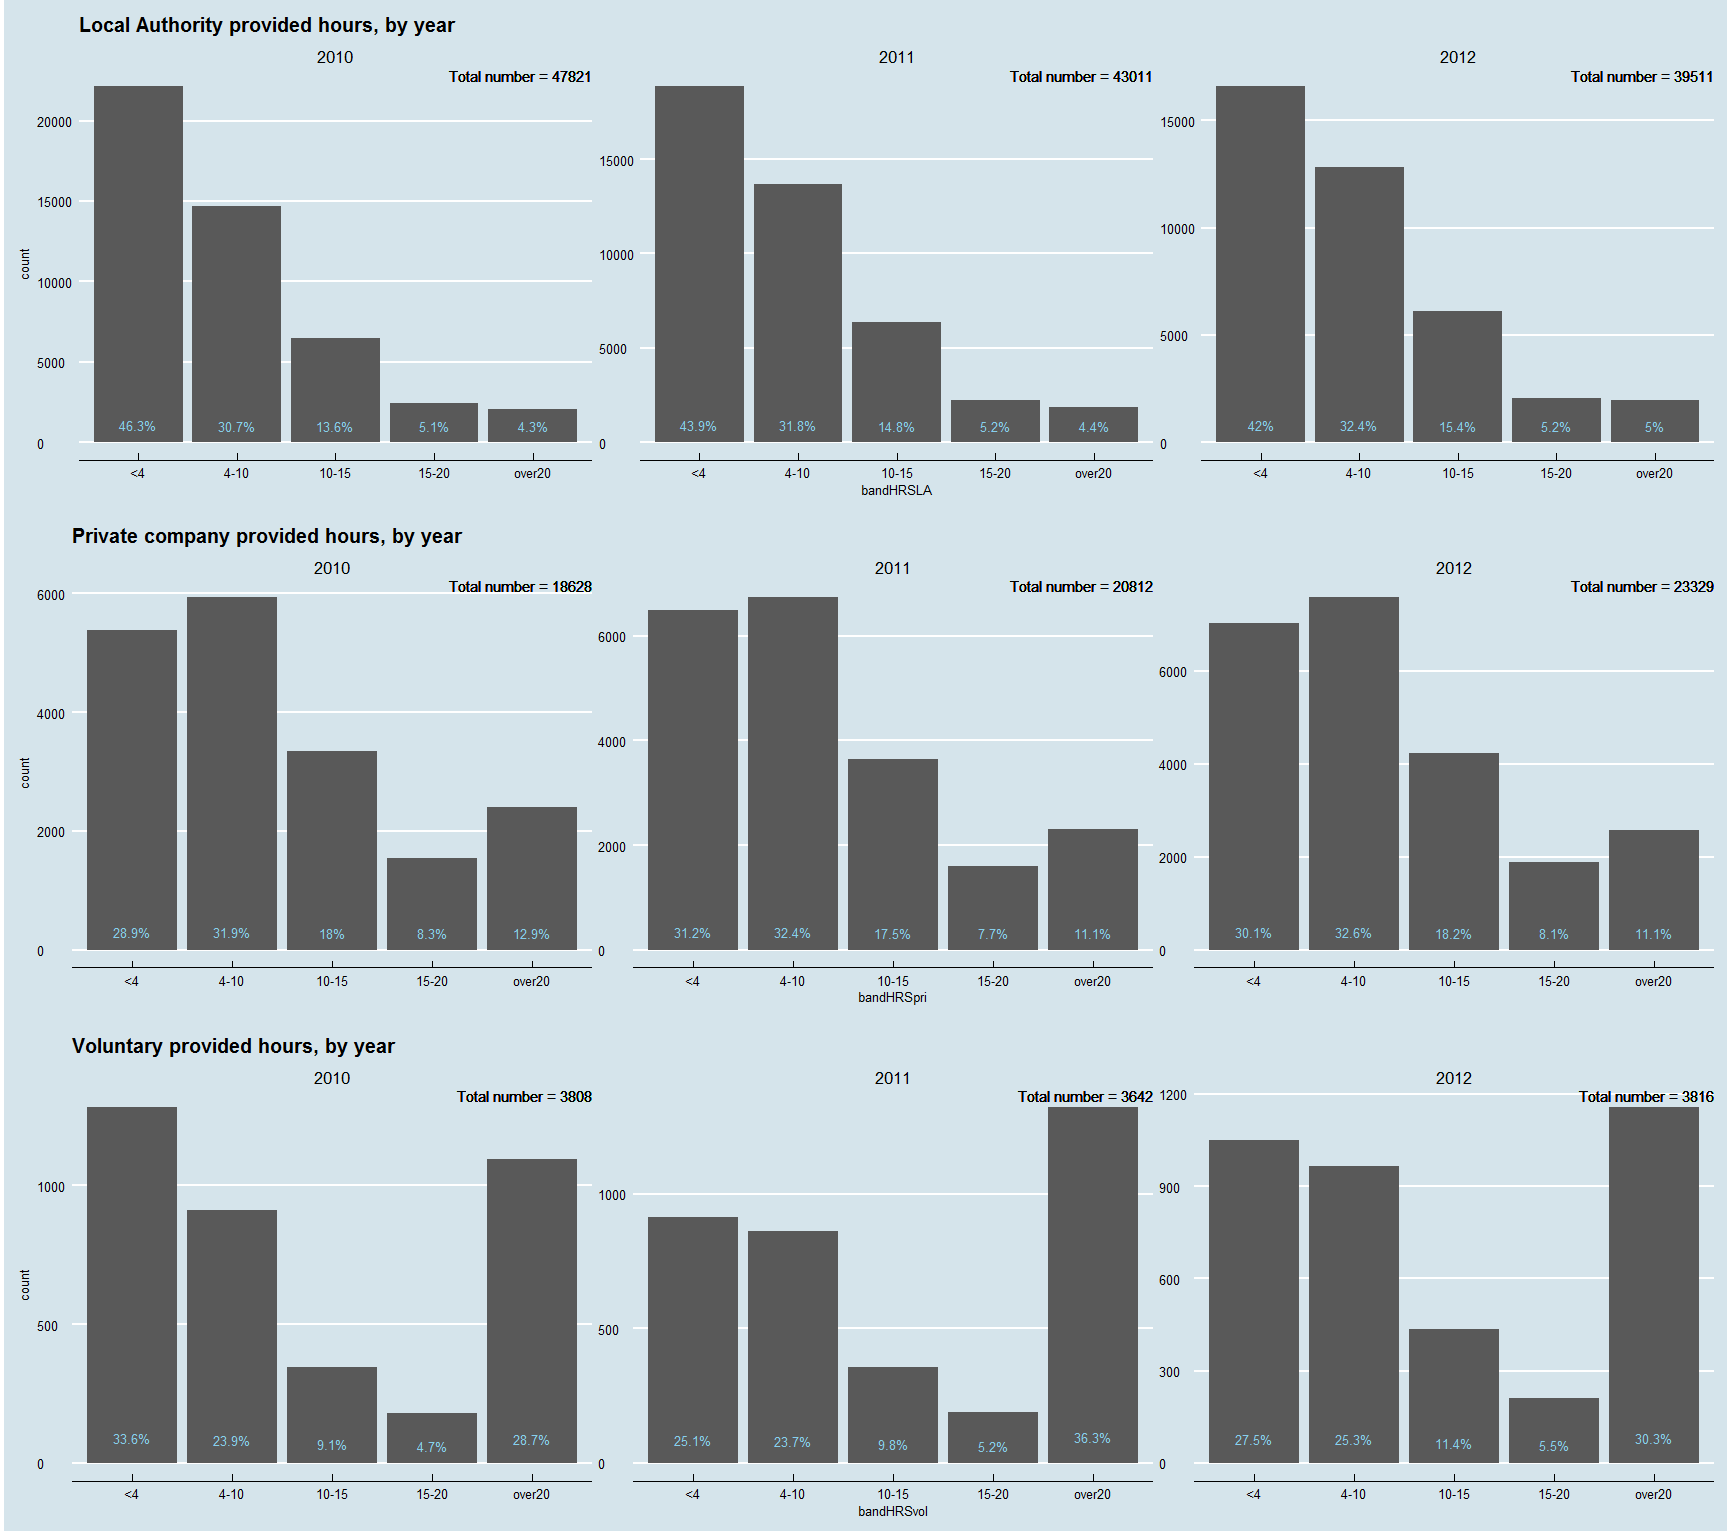 Local Authority provided hours, by year
2010 2011 2012
Total number = 47821 Total number = 43011 Total number = 39511
count
20000
15000
10000
5000
0
46.3% 30.7% 13.6% 5.1% 4.3%
<4 4-10 10-15 15-20 over20
15000
10000
5000
0
43.9% 31.8% 14.8% 5.2% 4.4%
<4 4-10 10-15 15-20 over20
15000
10000
5000
0
42% 32.4% 15.4% 5.2% 5%
<4 4-10 10-15 15-20 over20
bandHRSLA
Private company provided hours, by year
2010 2011 2012
Total number = 18628 Total number = 20812 Total number = 23329
count
6000
4000
2000
0
28.9% 31.9% 18% 8.3% 12.9%
<4 4-10 10-15 15-20 over20
6000
4000
2000
0
31.2% 32.4% 17.5% 7.7% 11.1%
<4 4-10 10-15 15-20 over20
6000
4000
2000
0
30.1% 32.6% 18.2% 8.1% 11.1%
<4 4-10 10-15 15-20 over20
bandHRSpri
Voluntary provided hours, by year
2010 2011 2012
Total number = 3808 Total number = 3642 Total number = 3816
count
1000
500
0
33.6% 23.9% 9.1% 4.7% 28.7%
<4 4-10 10-15 15-20 over20
1000
500
0
25.1% 23.7% 9.8% 5.2% 36.3%
<4 4-10 10-15 15-20 over20
1200
900
600
300
0
27.5% 25.3% 11.4% 5.5% 30.3%
<4 4-10 10-15 15-20 over20
bandHRSvol